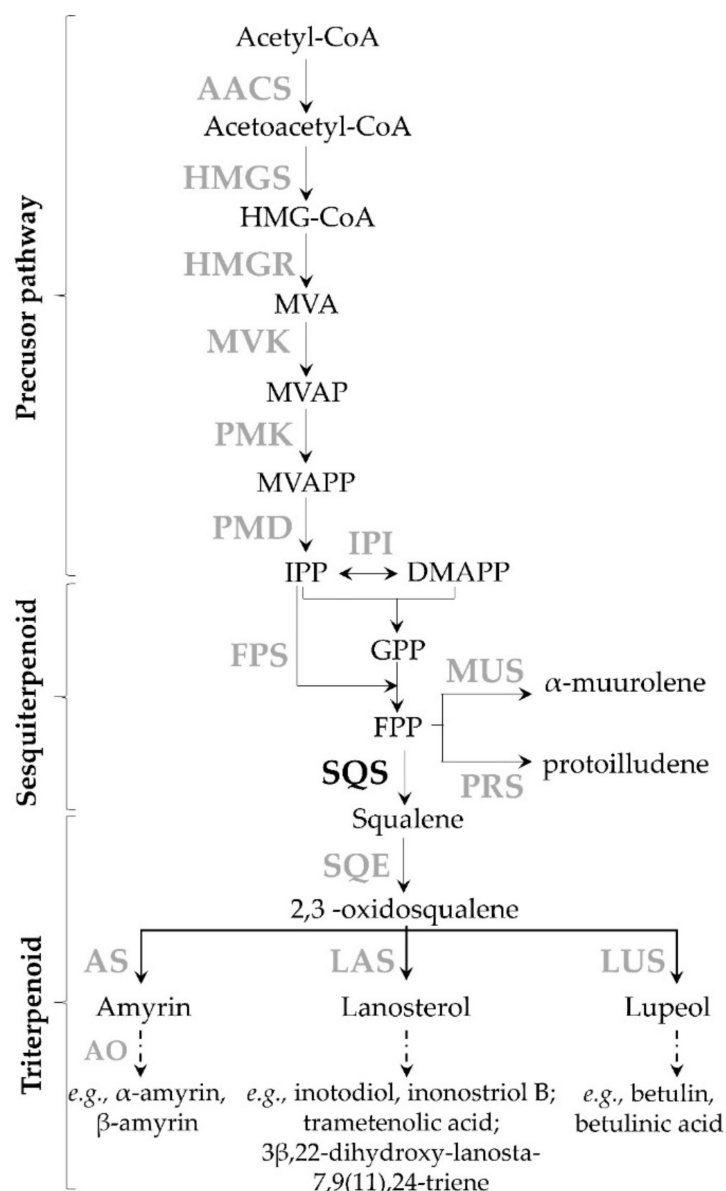 Acetyl-CoA
AACS
Acetoacetyl-CoA
HMGS
HMG-CoA
HMGR
MVA
MVK
MVAP
PMK
MVAPP
PMD
IPI
IPP
DMAPP
Precusor pathway
FPS
GPP
MUS
α-muurolene
FPP
PRS
protoilludene
SQS
Sesquiterpenoid
Squalene
SQE
2,3 -oxidosqualene
AS
LAS
LUS
Amyrin
Lanosterol
Lupeol
AO
e.g., α-amyrin,
β-amyrin
e.g., inotodiol, inonostriol B;
trametenolic acid;
3β,22-dihydroxy-lanosta-
7,9(11),24-triene
e.g., betulin,
betulinic acid
Triterpenoid